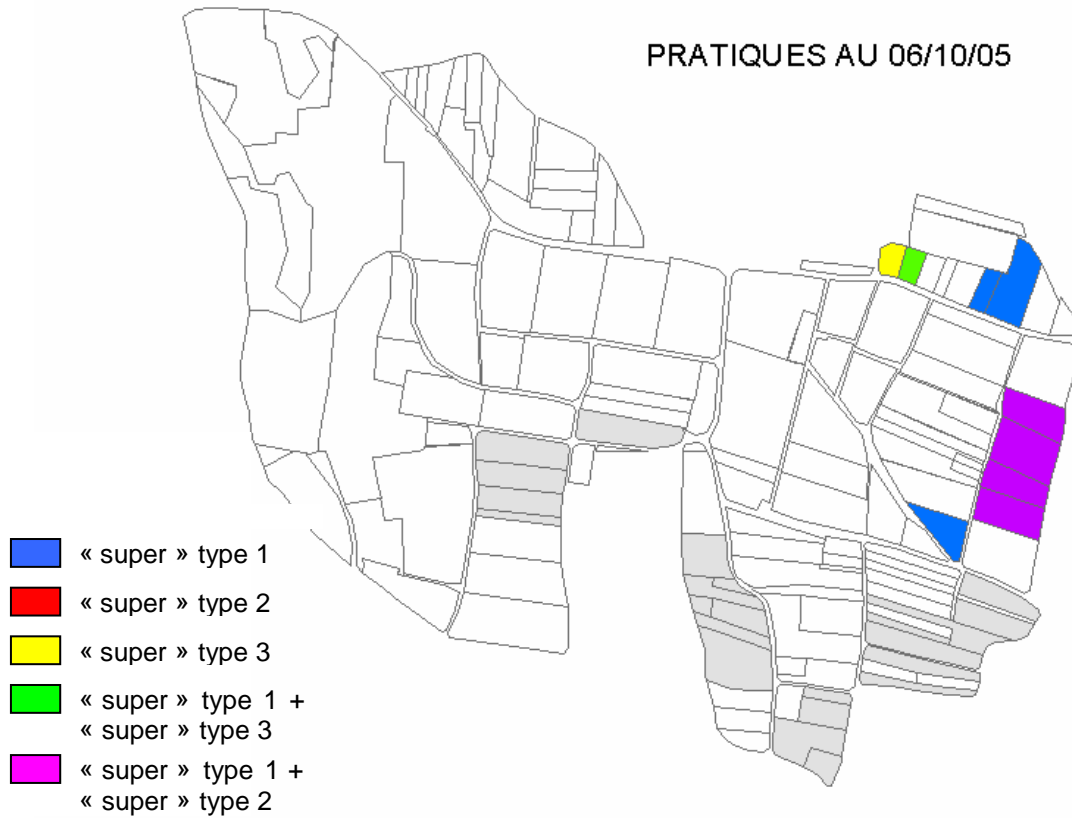 PRATIQUES AU 06/10/05
« super » type 1
« super » type 2
« super » type 3
« super » type 1 +
« super » type 3
« super » type 1 +
« super » type 2